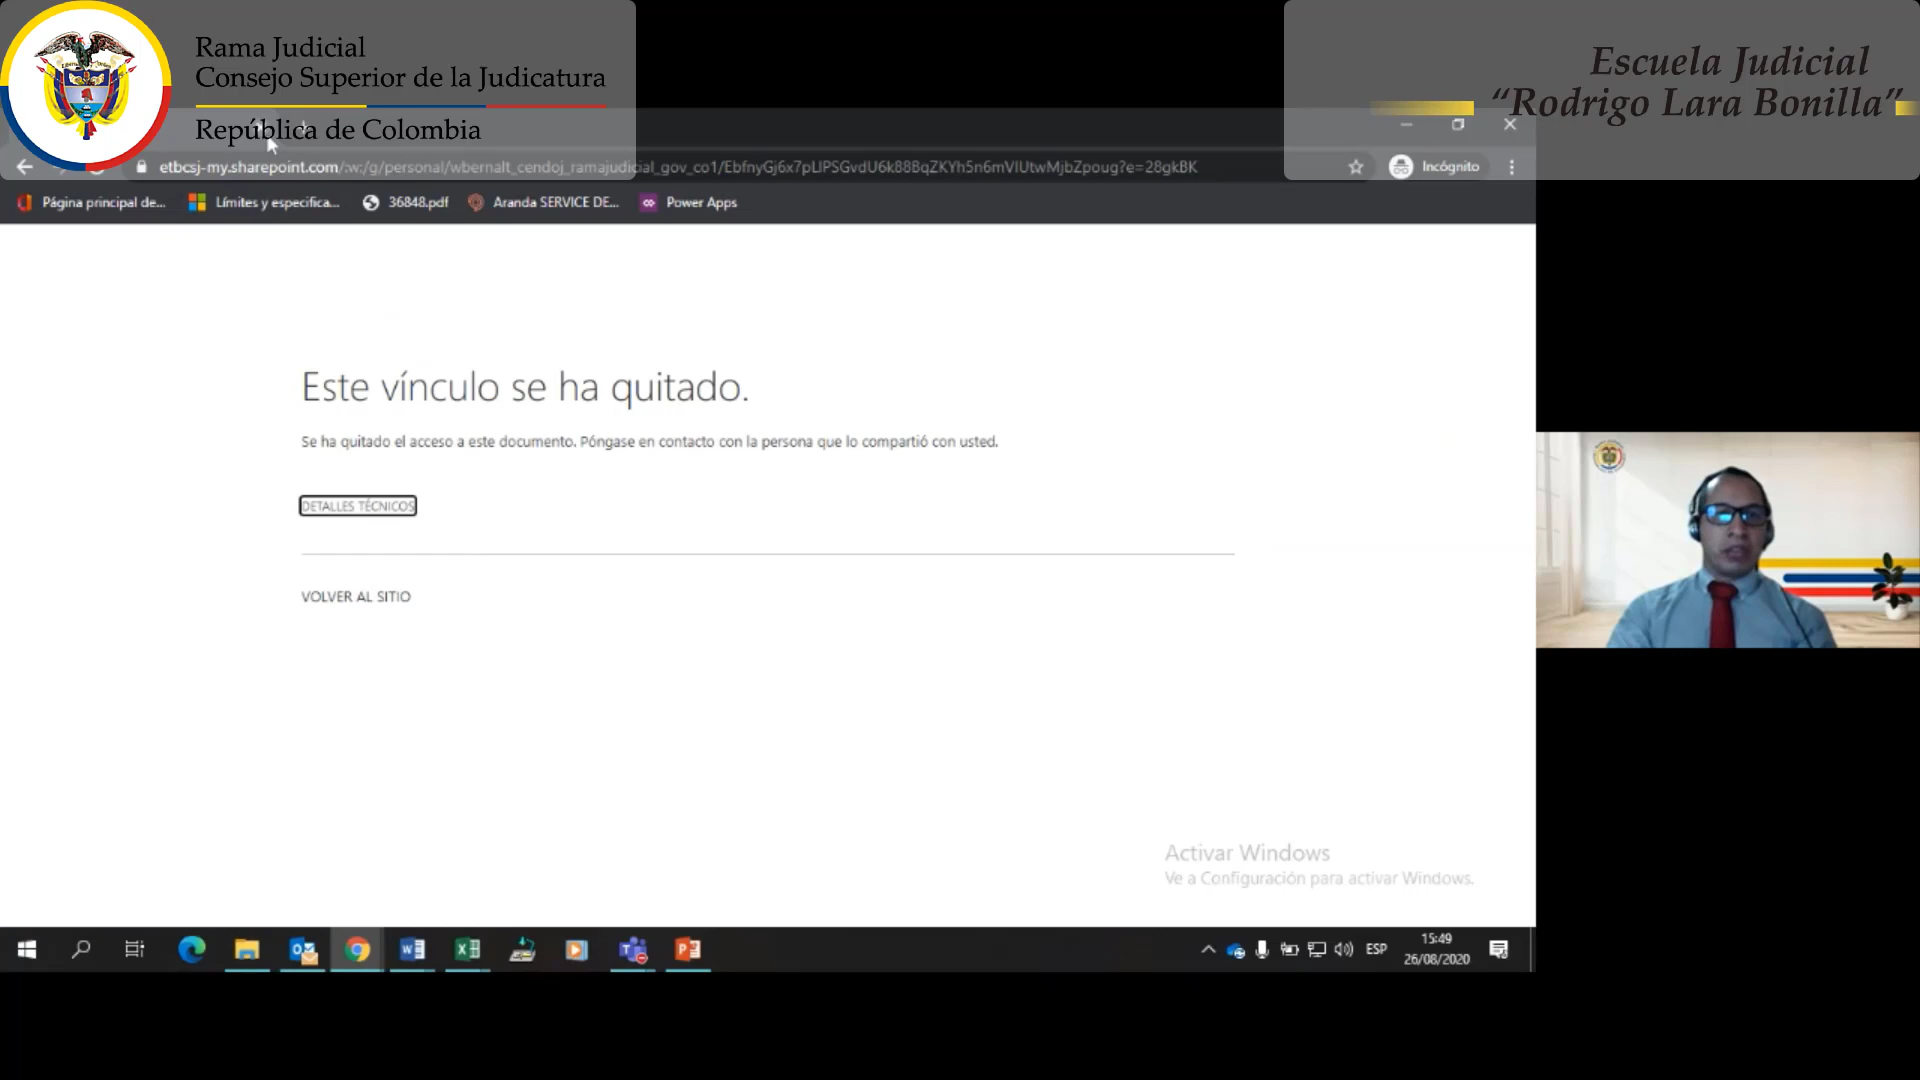 Rama Judicial
Consejo Superior de la Judicatura
República de Colombia
Escuela Judicial
“Rodrigo Lara Bonilla”
etbcsj-my.sharepoint.com/:w:/g/personal/wbernalt_cendoj_ramajudicial_gov_co1/EbfnyGj6x7pLlPSGvdU6k88BqZKYh5n6mVlUtwMjbZpoug?e=28gkBK
Incógnito
Página principal de...
Límites y especifica...
36848.pdf
Aranda SERVICE DE...
Power Apps
Este vínculo se ha quitado.
Se ha quitado el acceso a este documento. Póngase en contacto con la persona que lo compartió con usted.
DETALLES TÉCNICOS
VOLVER AL SITIO
Activar Windows
Ve a Configuración para activar Windows.
ESP
15:49
26/08/2020